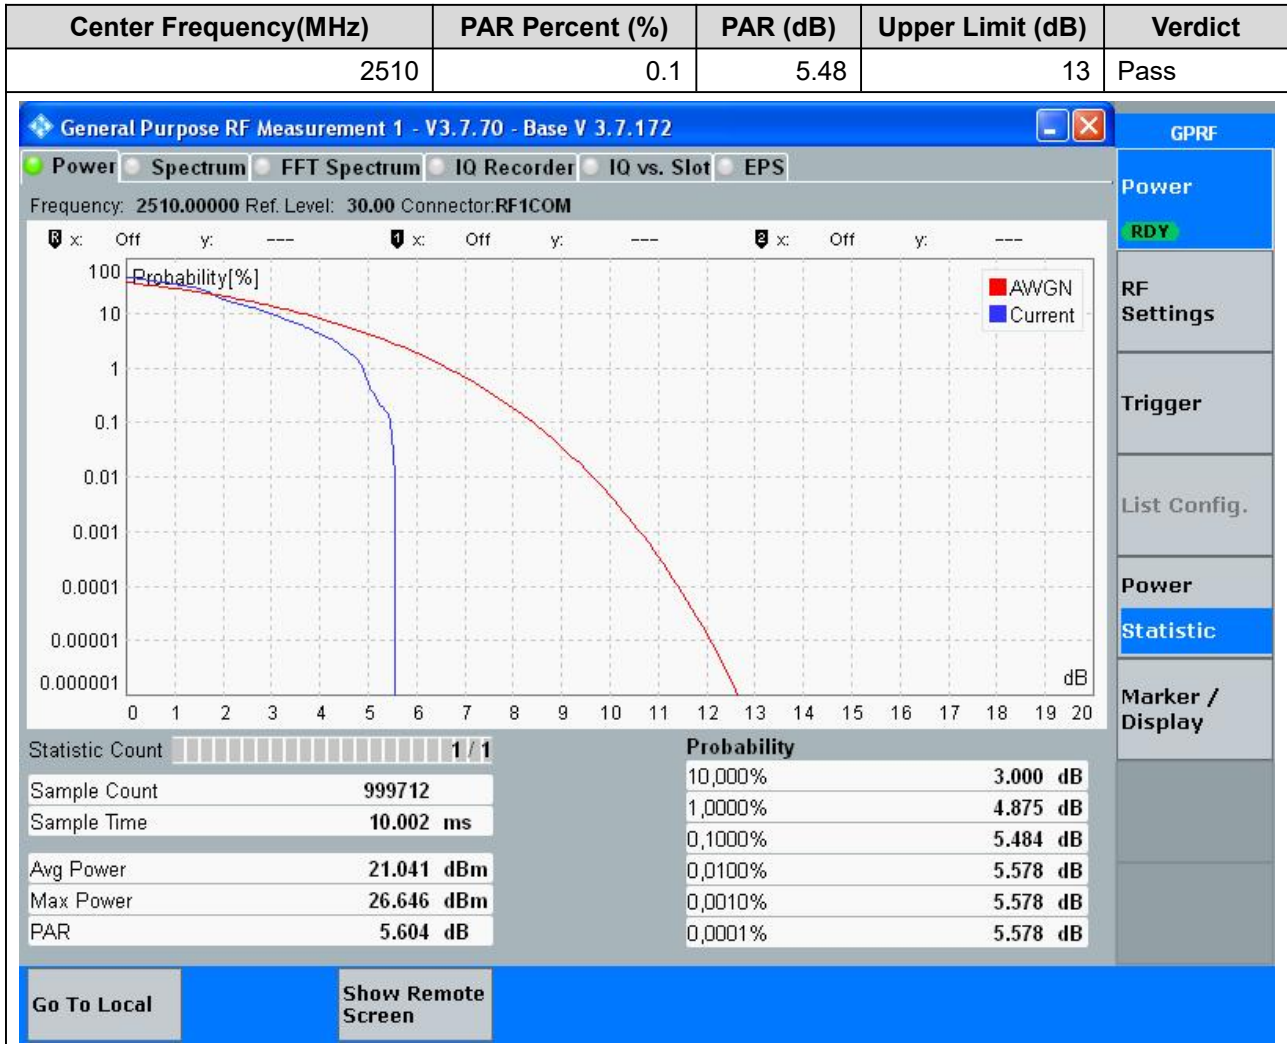 Center Frequency(MHz) PAR Percent (%) PAR (dB) Upper Limit (dB) Verdict
2510 0.1 5.48 13 Pass
General Purpose RF Measurement 1 - V3.7.70 - Base V 3.7.172
GPRF
Power Spectrum FFT Spectrum IQ Recorder IQ vs. Slot EPS
Power
RDY
Frequency: 2510.00000 Ref. Level: 30.00 Connector:RF1COM
R x: Off y: --- 1 x: Off y: --- 2 x: Off y: ---
Probability[%]
AWGN
Current
100
10
1
0.1
0.01
0.001
0.0001
0.00001
0.000001
dB
0 1 2 3 4 5 6 7 8 9 10 11 12 13 14 15 16 17 18 19 20
RF
Settings
Trigger
List Config.
Power
Statistic
Marker /
Display
Statistic Count 1 / 1
Sample Count 999712
Sample Time 10.002 ms
Avg Power 21.041 dBm
Max Power 26.646 dBm
PAR 5.604 dB
Probability
10,000% 3.000 dB
1,0000% 4.875 dB
0,1000% 5.484 dB
0,0100% 5.578 dB
0,0010% 5.578 dB
0,0001% 5.578 dB
Go To Local
Show Remote
Screen